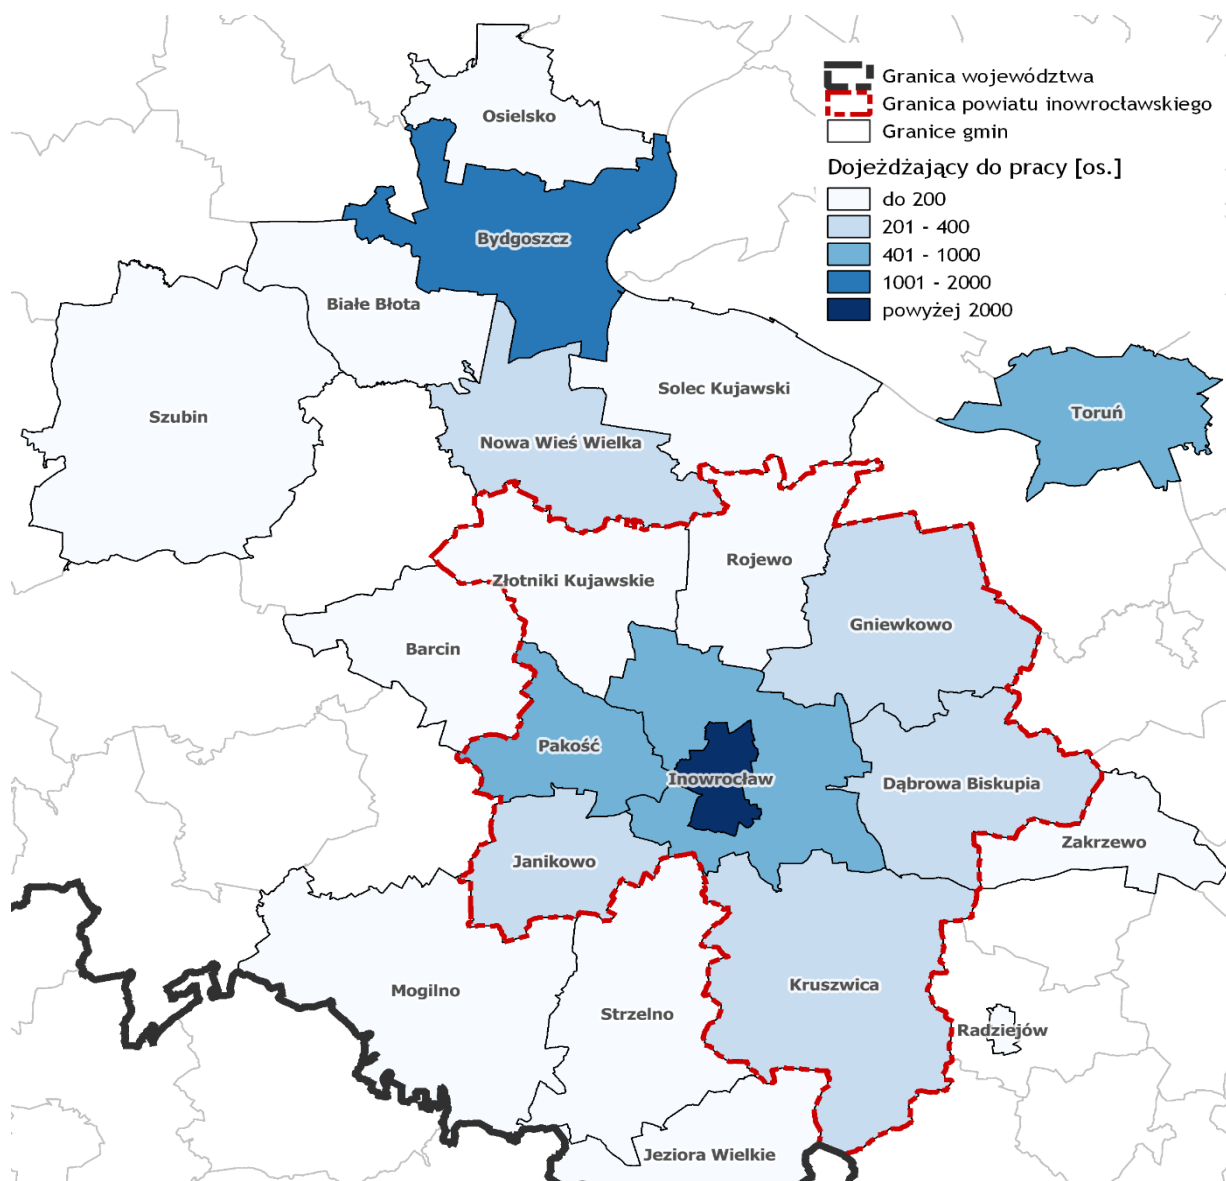 Granica województwa
Granica powiatu inowrocławskiego
Granice gmin
Dojeżdżający do pracy [os.]
do 200
201 - 400
401 - 1000
1001 - 2000
powyżej 2000
Osielsko
Bydgoszcz
Białe Błota
Solec Kujawski
Szubin
Toruń
Nowa Wieś Wielka
Rojewo
Złotniki Kujawskie
Gniewkowo
Barcin
Pakość
Inowrocław
Dąbrowa Biskupia
Zakrzewo
Janikowo
Kruszwica
Mogilno
Strzelno
Radziejów
Jeziora Wielkie